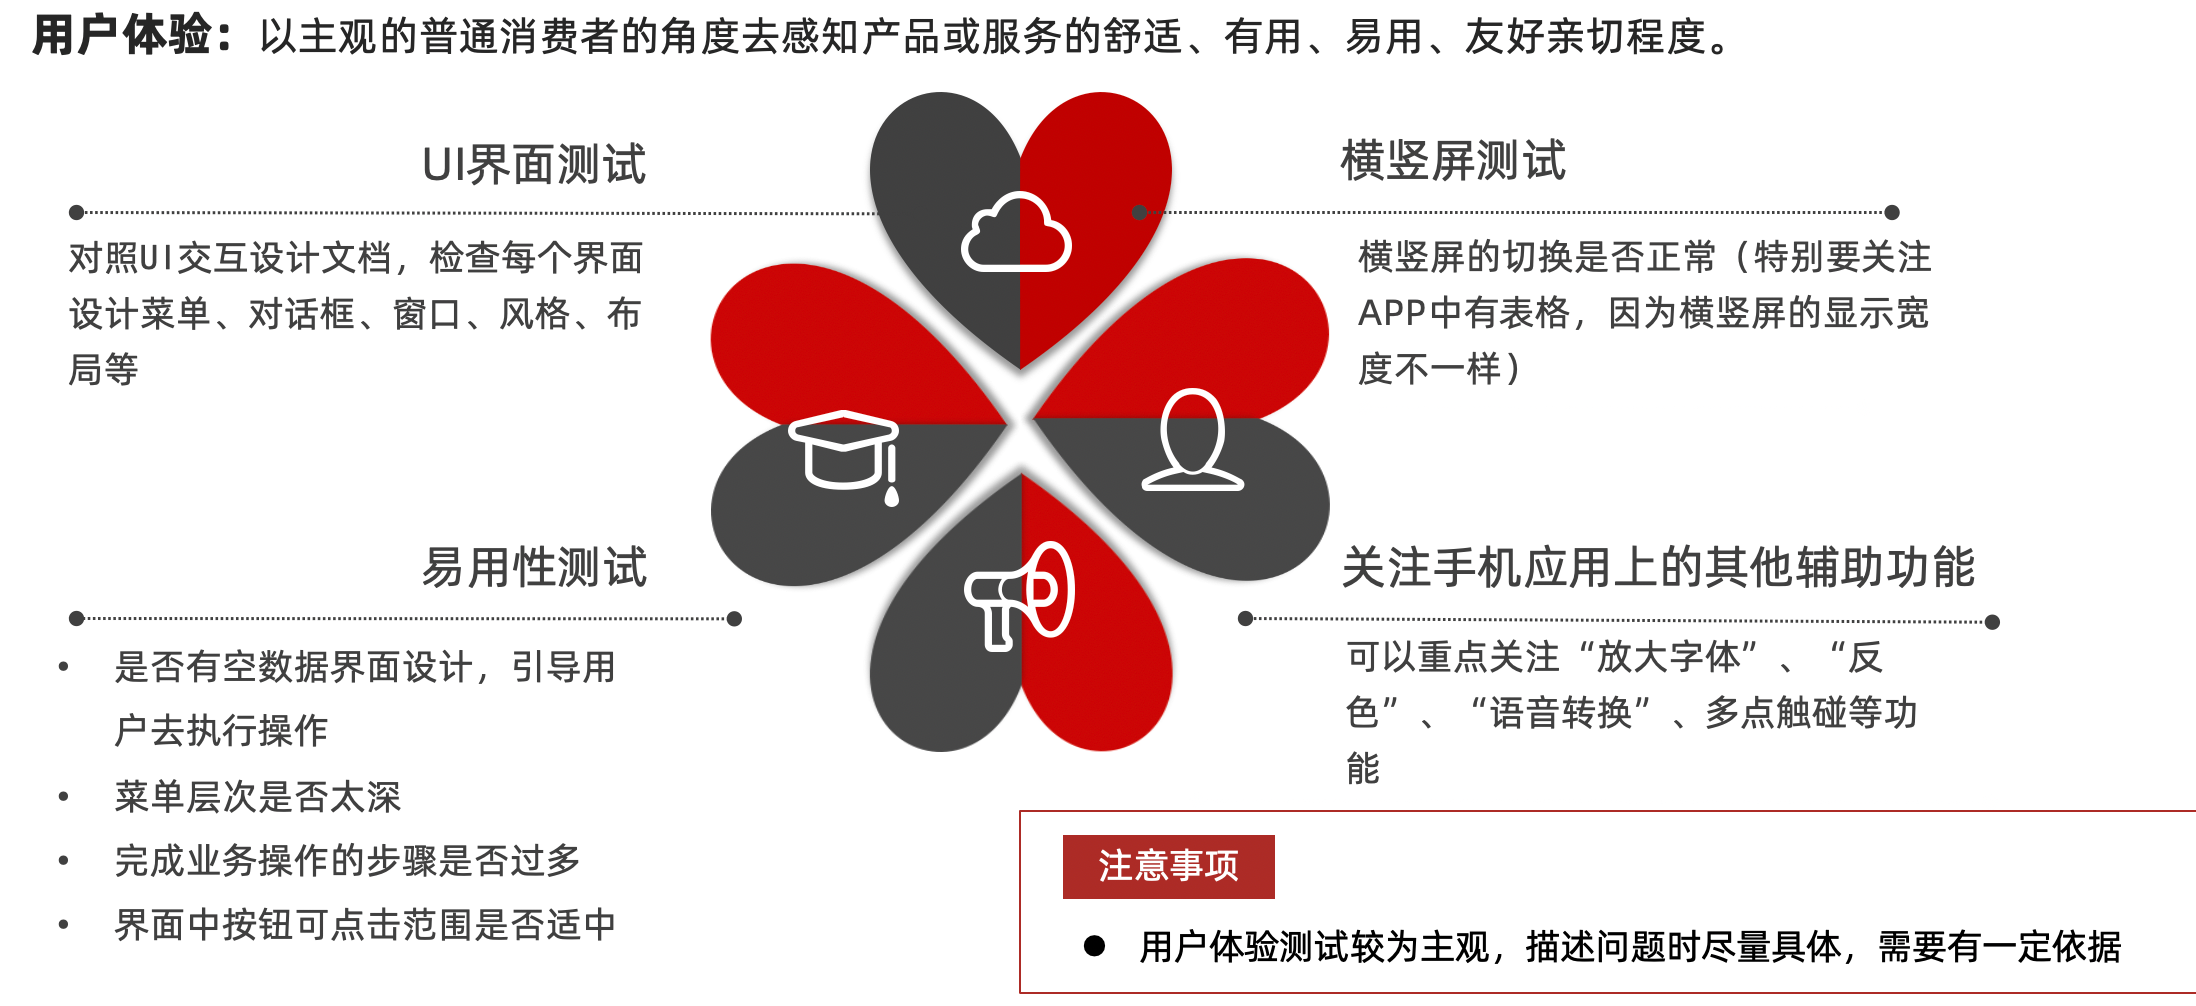 用户体验：以主观的普通消费者的角度去感知产品或服务的舒适、有用、易用、友好亲切程度。
UI界面测试
对照UI交互设计文档，检查每个界面
设计菜单、对话框、窗口、风格、布
局等
横竖屏测试
横竖屏的切换是否正常（特别要关注
APP中有表格，因为横竖屏的显示宽
度不一样）
易用性测试
• 是否有空数据界面设计，引导用
户去执行操作
• 菜单层次是否太深
• 完成业务操作的步骤是否过多
• 界面中按钮可点击范围是否适中
关注手机应用上的其他辅助功能
可以重点关注“放大字体”、“反
色”、“语音转换”、多点触碰等功
能
注意事项
● 用户体验测试较为主观，描述问题时尽量具体，需要有一定依据